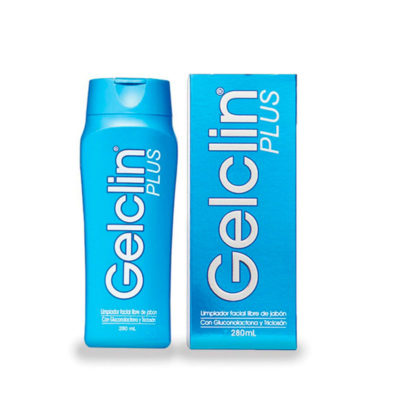 Gelclin®
PLUS
Limpiador facial libre de jabón
Con Gluconolactona y Triclosán
280 mL
Gelclin®
PLUS
Limpiador facial libre de jabón
Con Gluconolactona y Triclosán
280mL